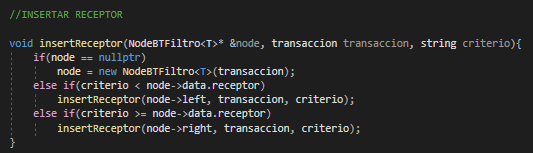 //INSERTAR RECEPTOR
void insertReceptor(NodeBTFiltro<T>* &node, transaccion transaccion, string criterio){
if(node == nullptr)
node = new NodeBTFiltro<T>(transaccion);
else if(criterio < node->data.receptor)
insertReceptor(node->left, transaccion, criterio);
else if(criterio >= node->data.receptor)
insertReceptor(node->right, transaccion, criterio);
}